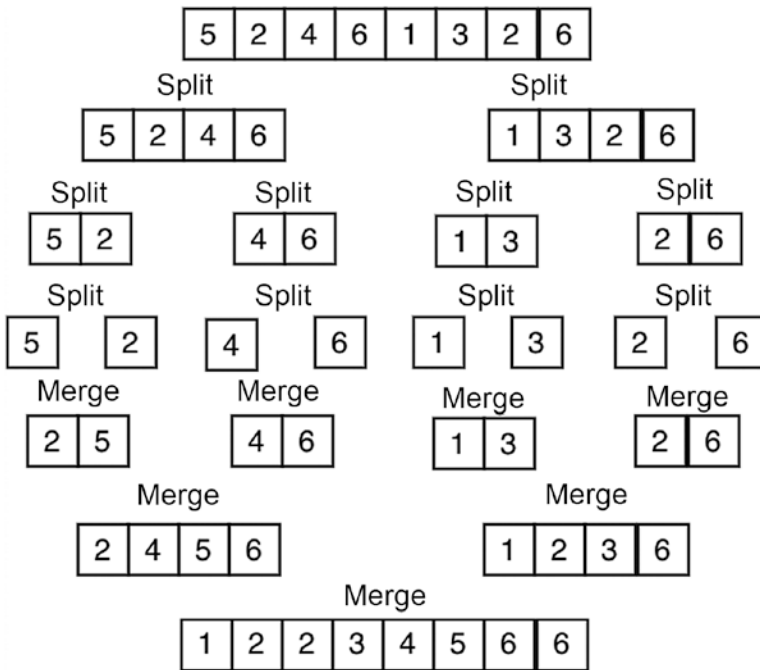 5 2 4 6 1 3 2 6
Split Split
5 2 4 6 1 3 2 6
Split Split Split Split
5 2 4 6 1 3 2 6
Split Split Split Split
5 2 4 6 1 3 2 6
Merge Merge Merge Merge
2 5 4 6 1 3 2 6
Merge Merge
2 4 5 6 1 2 3 6
Merge
1 2 2 3 4 5 6 6